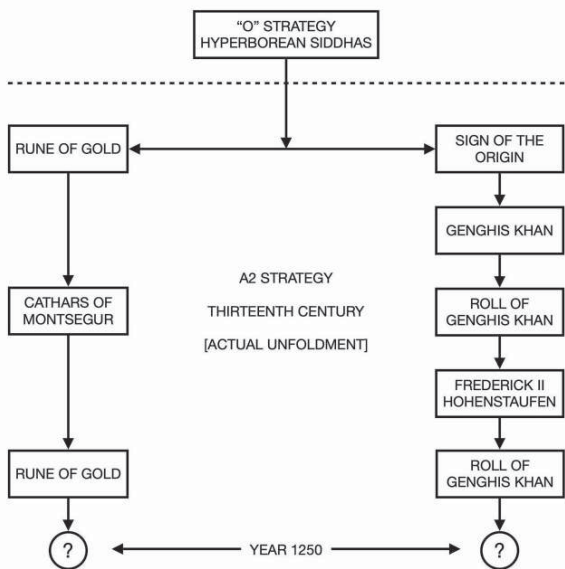 “O” STRATEGY
HYPERBOREAN SIDDHAS
RUNE OF GOLD
SIGN OF THE
ORIGIN
GENGHIS KHAN
A2 STRATEGY
THIRTEENTH CENTURY
[ACTUAL UNFOLDMENT]
CATHARS OF
MONTSEGUR
ROLL OF
GENGHIS KHAN
FREDERICK II
HOHENSTAUFEN
RUNE OF GOLD
ROLL OF
GENGHIS KHAN
?
YEAR 1250
?